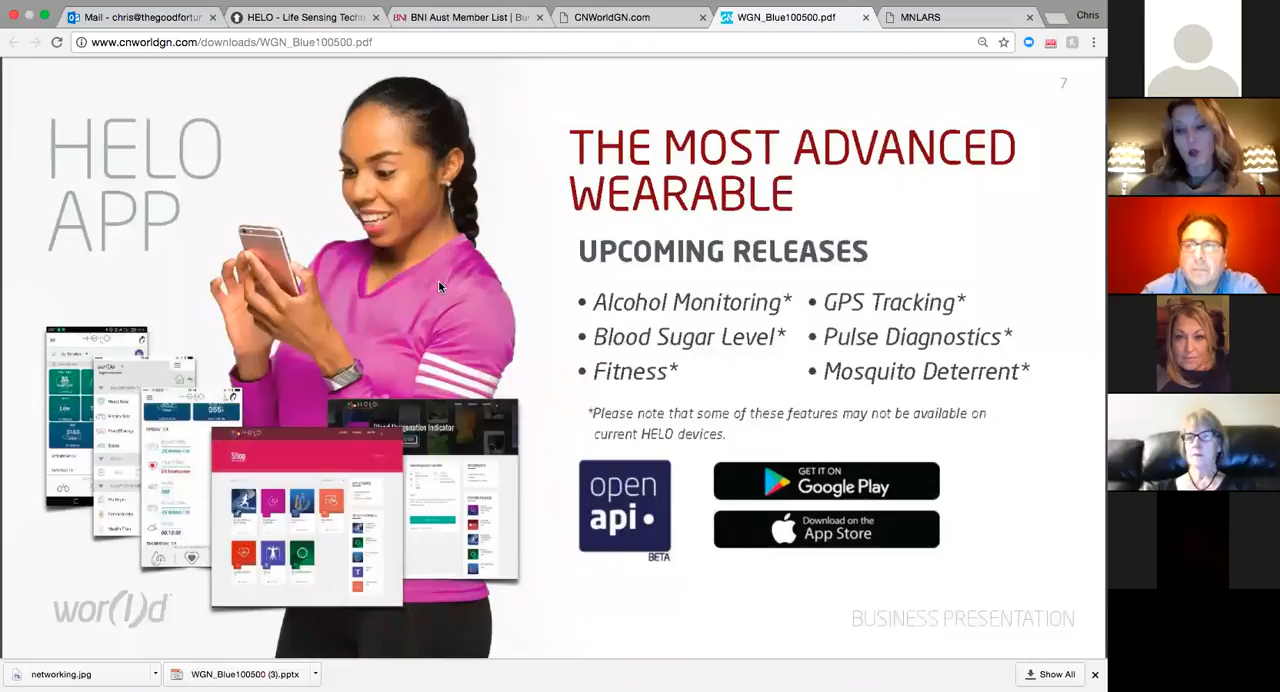 Mail - chris@thegoodfortur
HELO - Life Sensing Techn
BNI Aust Member List | Bu
CNWorldGN.com
WGN_Blue100500.pdf
MNLARS
Chris
www.cnworldgn.com/downloads/WGN_Blue100500.pdf
7
HELO
APP
THE MOST ADVANCED
WEARABLE
UPCOMING RELEASES
• Alcohol Monitoring*
• GPS Tracking*
• Blood Sugar Level*
• Pulse Diagnostics*
• Fitness*
• Mosquito Deterrent*
*Please note that some of these features may not be available on
current HELO devices.
open
api•
BETA
GET IT ON
Google Play
Download on the
App Store
Shop
wor(l)d
BUSINESS PRESENTATION
networking.jpg
WGN_Blue100500 (3).pptx
Show All